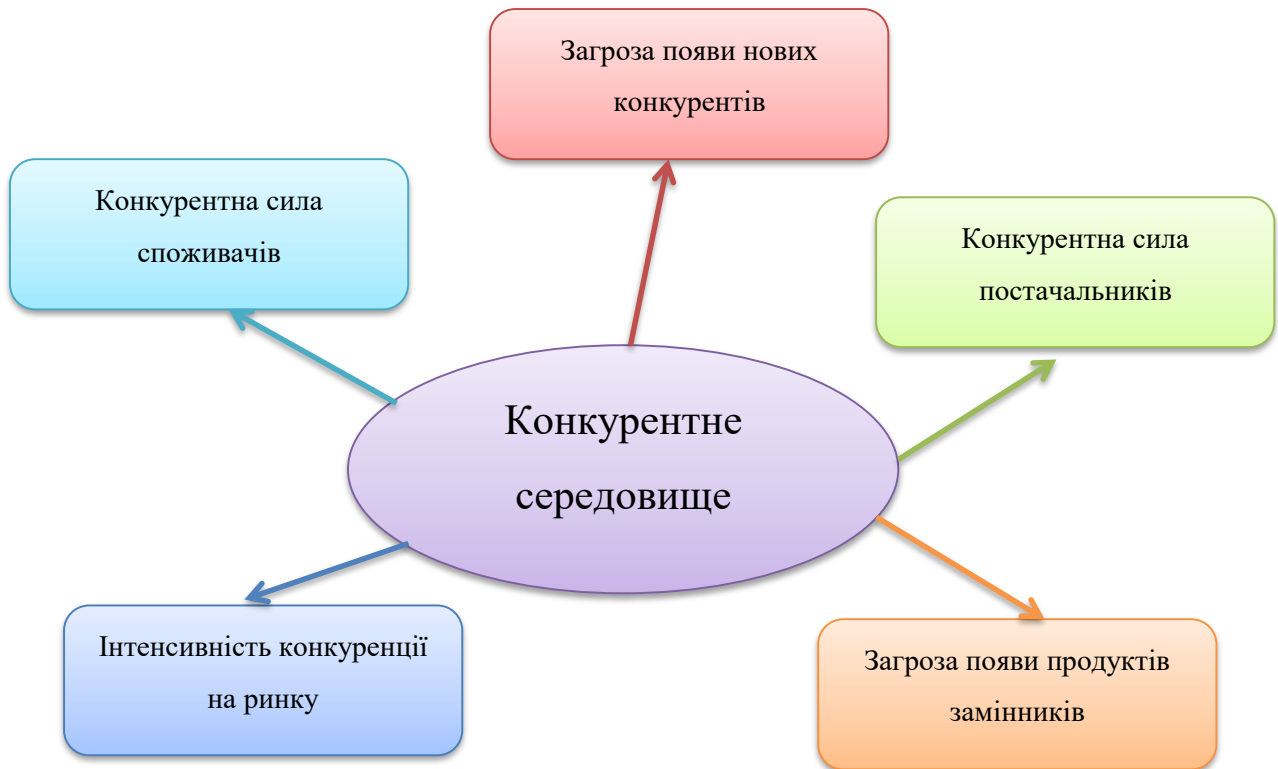 Загроза появи нових
конкурентів
Конкурентна сила
споживачів
Конкурентна сила
постачальників
Конкурентне
середовище
Інтенсивність конкуренції
на ринку
Загроза появи продуктів
замінників